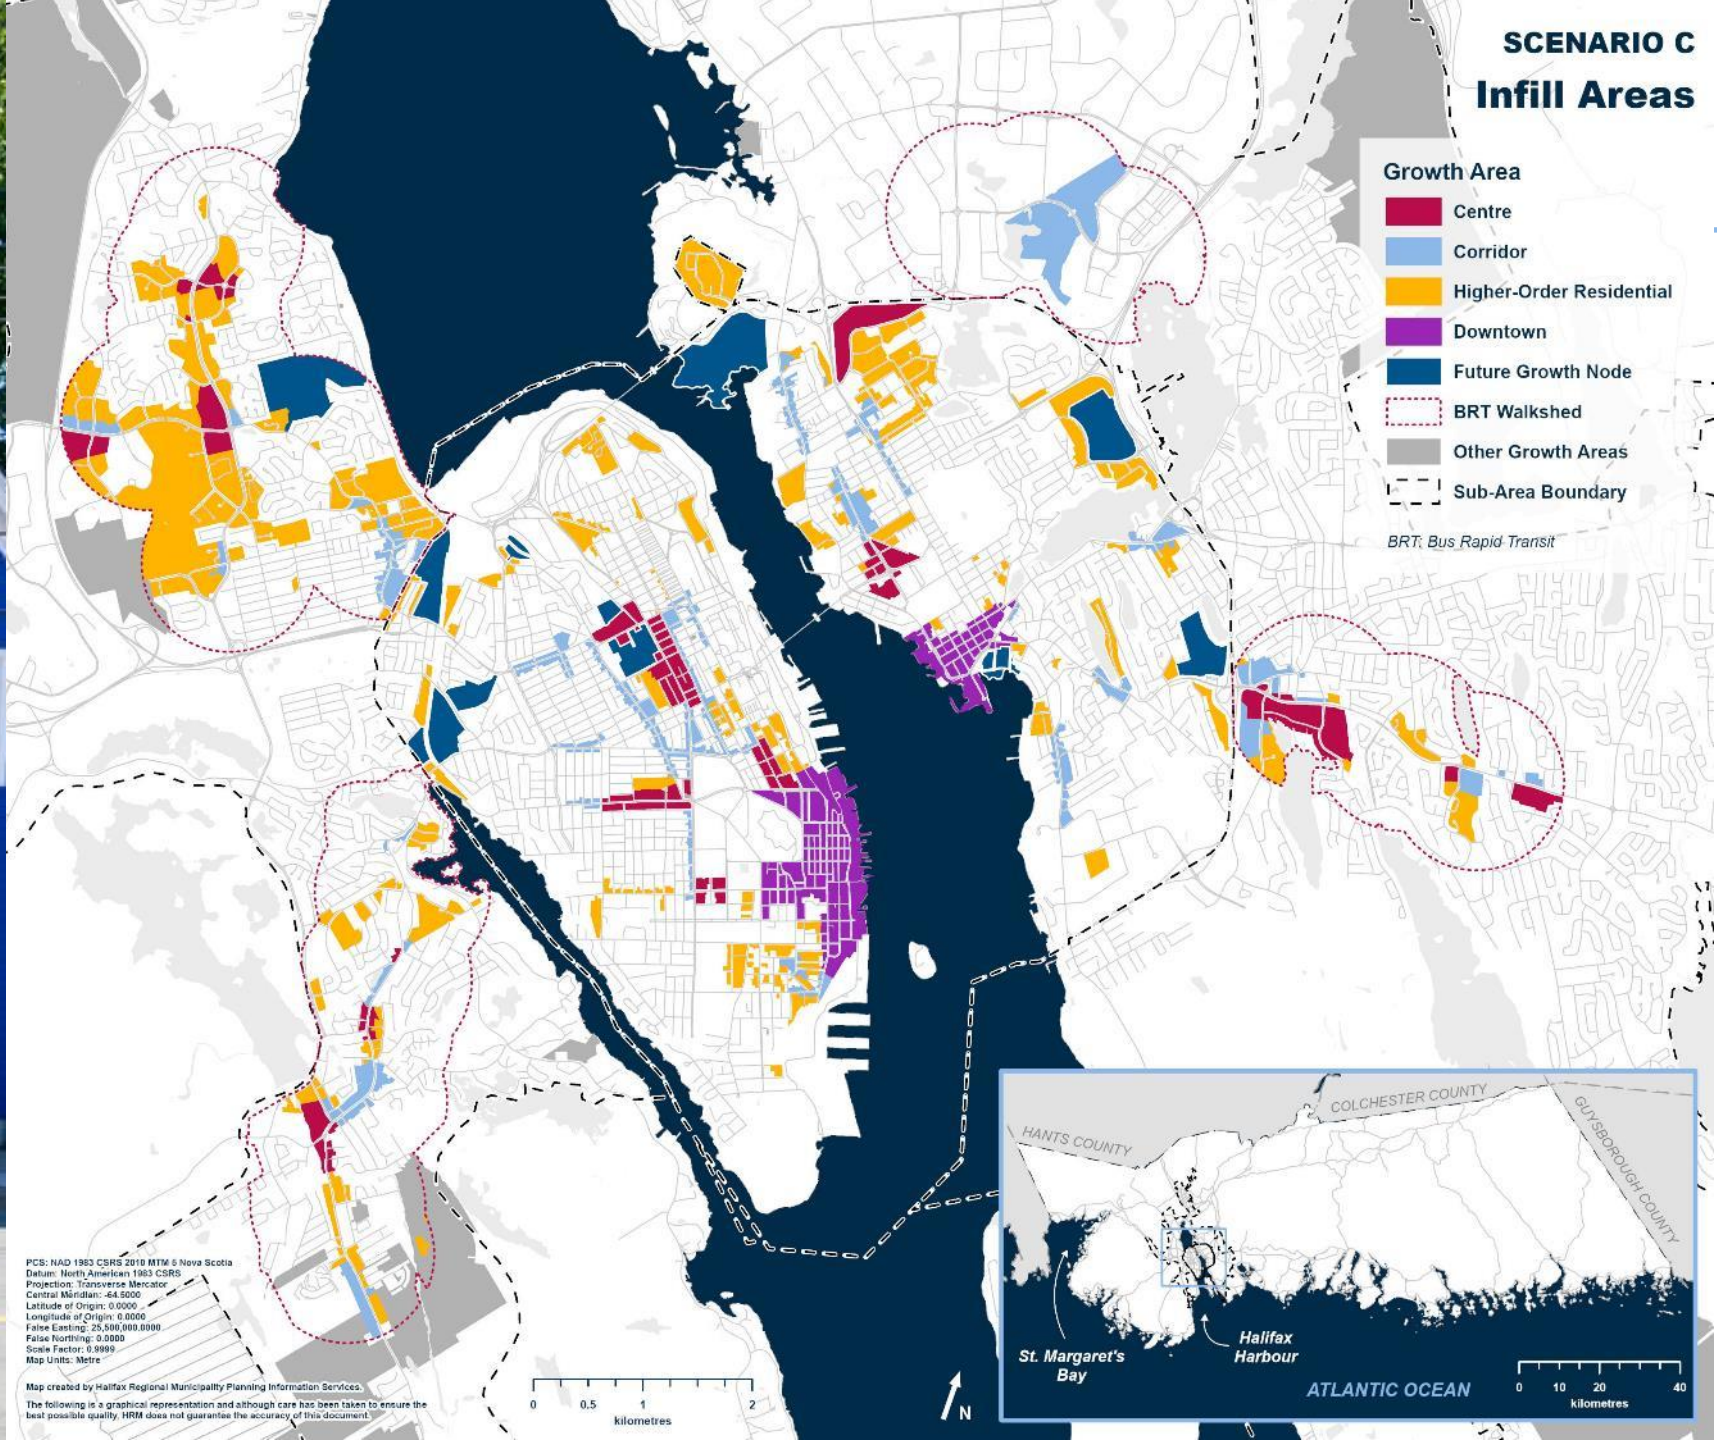 SCENARIO C
Infill Areas
Growth Area
Centre
Corridor
Higher-Order Residential
Downtown
Future Growth Node
BRT Walkshed
Other Growth Areas
Sub-Area Boundary
BRT: Bus Rapid Transit
COLCHESTER COUNTY
HANTS COUNTY
GUYSBOROUGH COUNTY
St. Margaret's
Bay
Halifax
Harbour
ATLANTIC OCEAN
0 10 20 40
kilometres
PCS: NAD 1983 CSRS 2010 MTM 5 Nova Scotia
Datum: North American 1983 CSRS
Projection: Transverse Mercator
Central Meridian: -64.5000
Latitude of Origin: 0.0000
Longitude of Origin: 0.0000
False Easting: 25,500,000.0000
False Northing: 0.0000
Scale Factor: 0.9999
Map Units: Metre
Map created by Halifax Regional Municipality Planning Information Services.
The following is a graphical representation and although care has been taken to ensure the
best possible quality, HRM does not guarantee the accuracy of this document.
0 0.5 1 2
kilometres
N